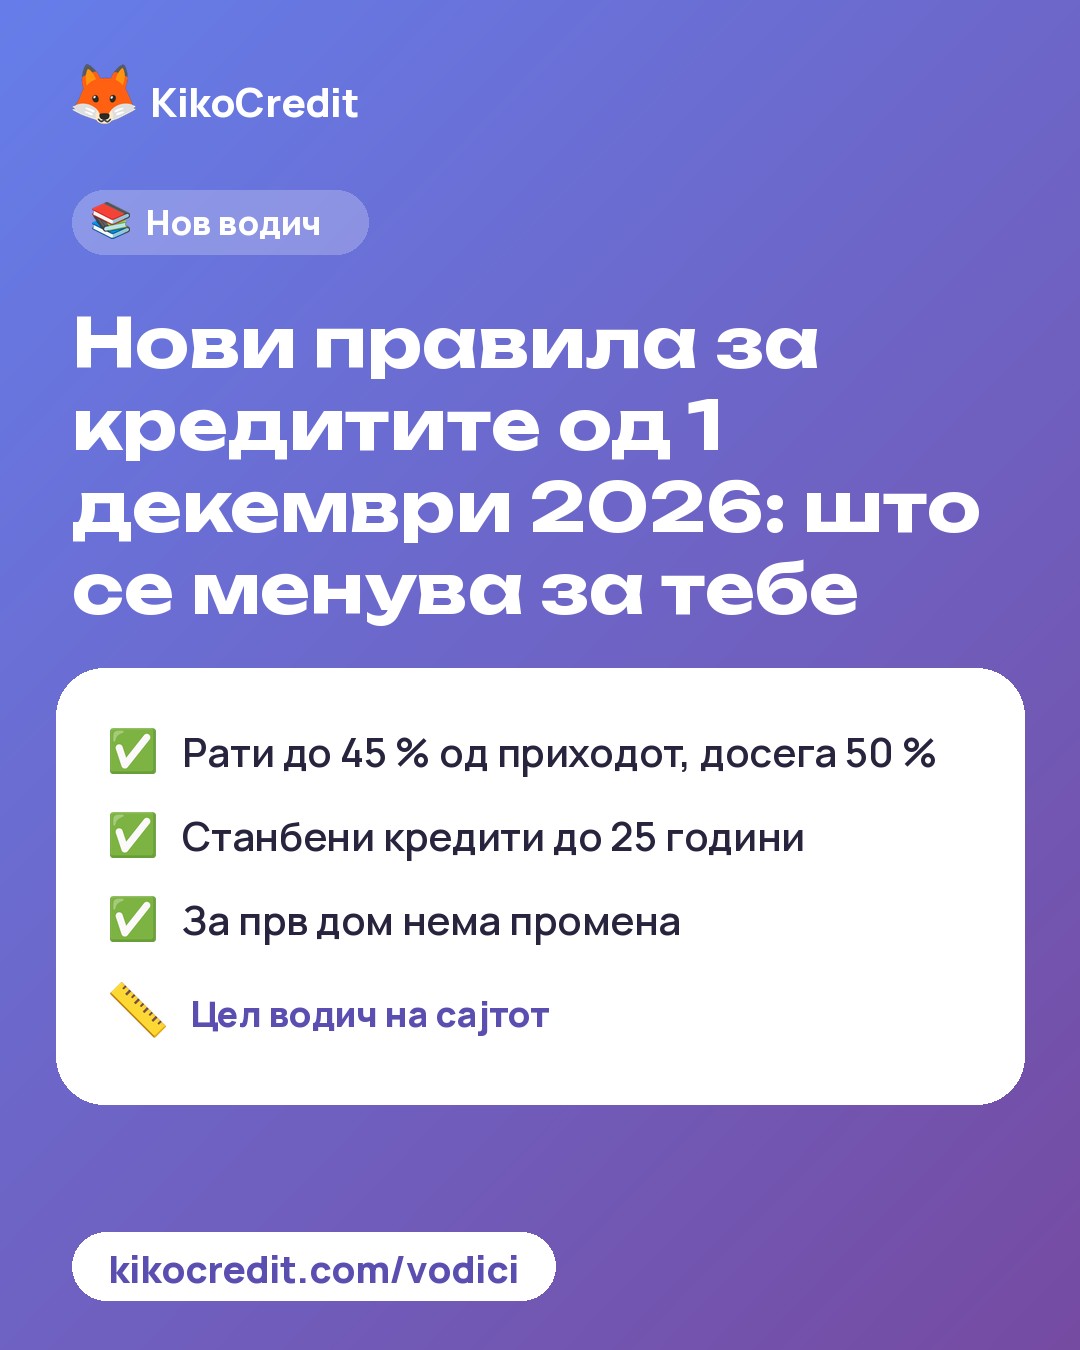 KikoCredit
Нов водич
Нови правила за
кредитите од 1
декември 2026: што
се менува за тебе
Рати до 45 % од приходот, досега 50 %
Станбени кредити до 25 години
За прв дом нема промена
Цел водич на сајтот
kikocredit.com/vodici